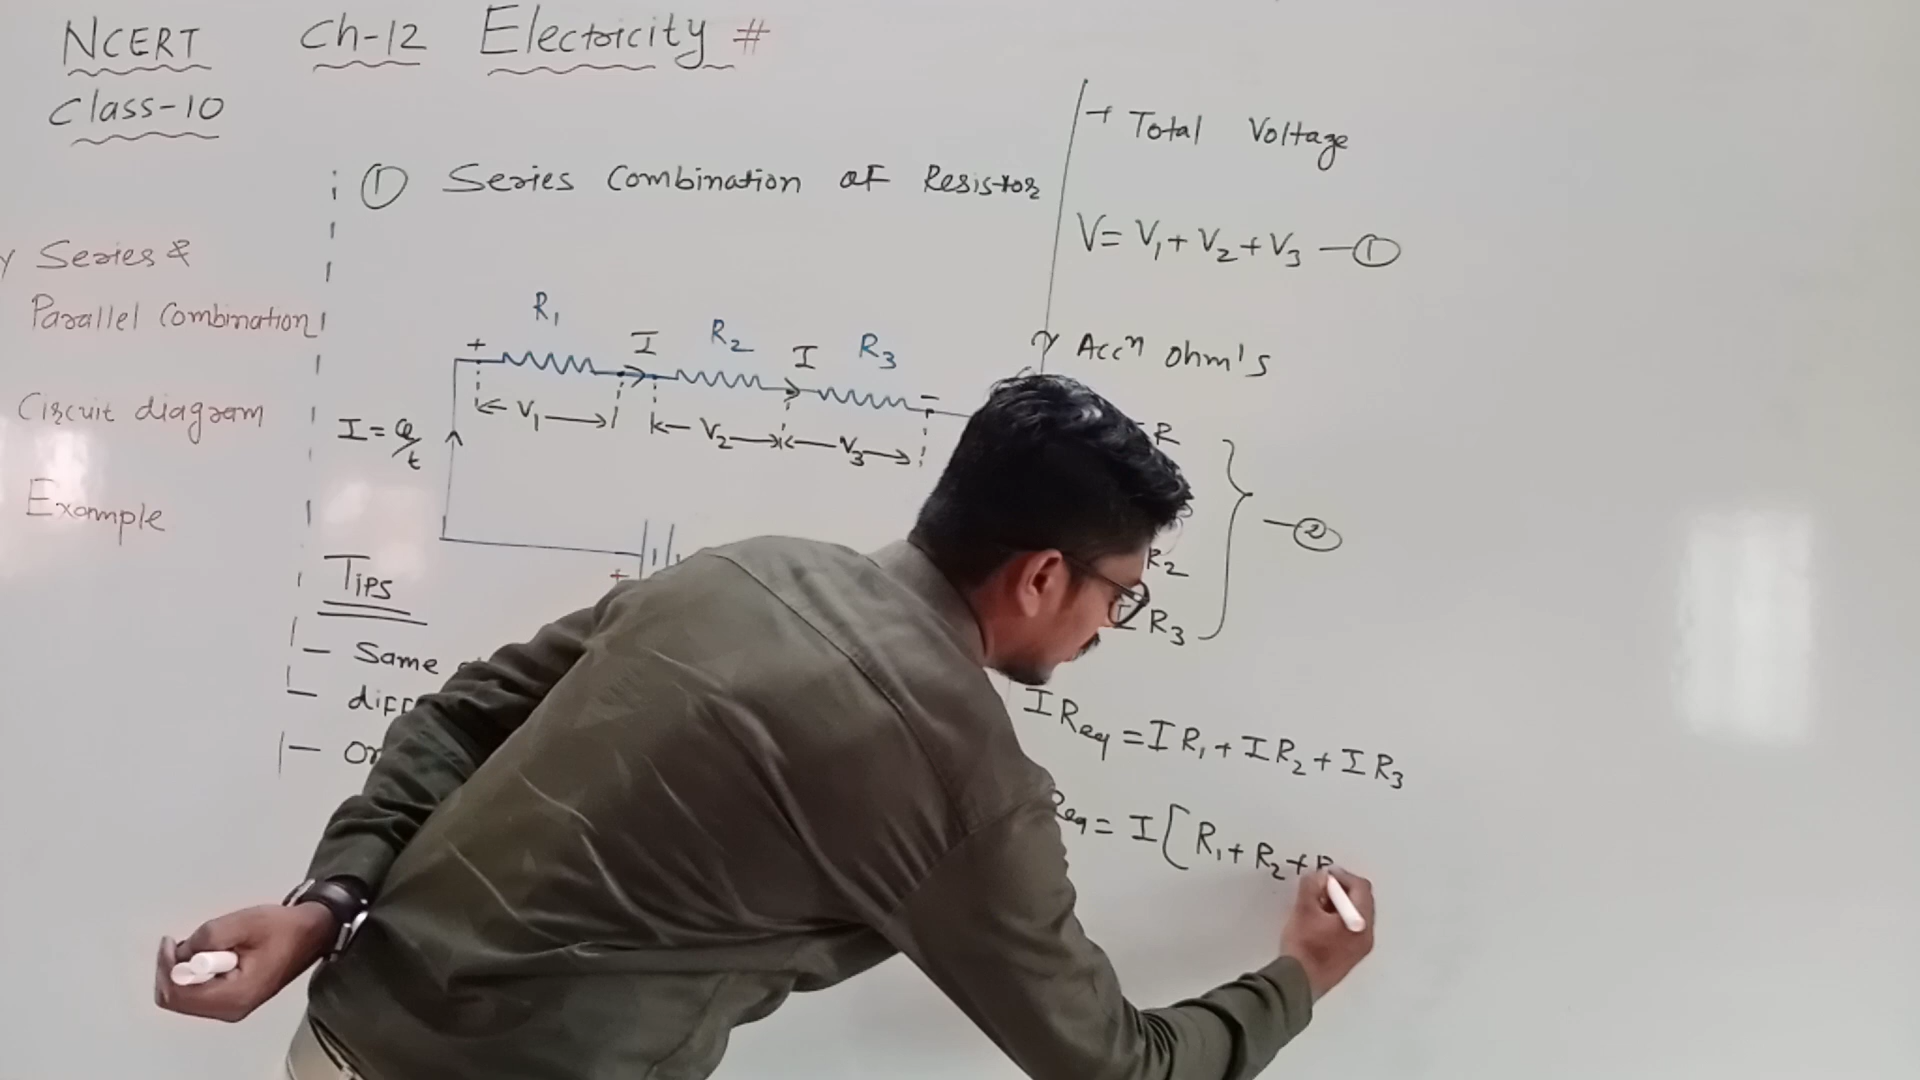 NCERT Ch-12 Electricity #
Class-10
① Series Combination of Resistor
Series &
Parallel Combination
Circuit diagram
Example
R₁ I R₂ I R₃
+ −
V₁ V₂ V₃
I = Q/t
+
Tips
– Same
– diff
–
→ Total Voltage
V = V₁ + V₂ + V₃ — ①
Accⁿ Ohm's
R
R₂ — ②
I R₃
I Req = I R₁ + I R₂ + I R₃
Req = I [ R₁ + R₂ + R